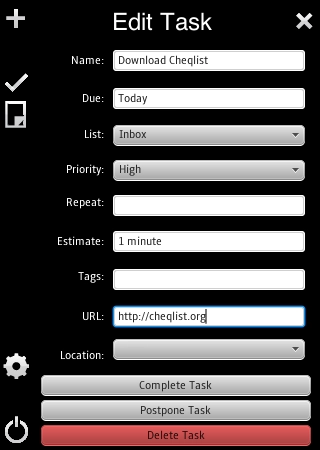 Edit Task
Name: Download Cheqlist
Due: Today
List: Inbox
Priority: High
Repeat:
Estimate: 1 minute
Tags:
URL: http://cheqlist.org
Location:
Complete Task
Postpone Task
Delete Task